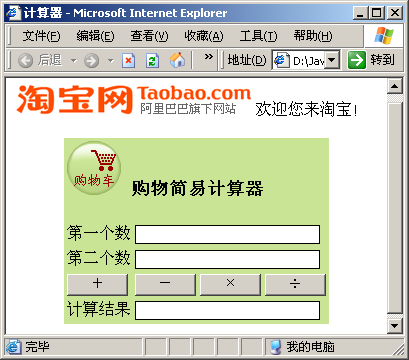 计算器 - Microsoft Internet Explorer
文件(F) 编辑(E) 查看(V) 收藏(A) 工具(T) 帮助(H)
后退 » 地址(D) D:\Jav 转到
淘宝网 Taobao.com
阿里巴巴旗下网站 欢迎您来淘宝!
购物车
购物简易计算器
第一个数
第二个数
+ － × ÷
计算结果
完毕 我的电脑